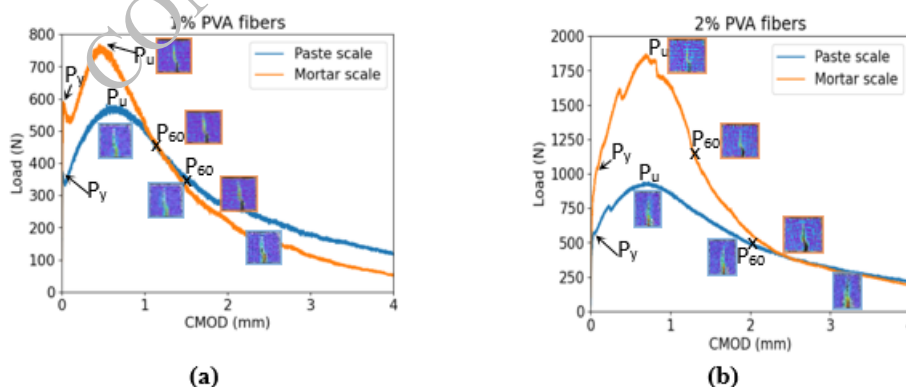 1% PVA fibers
Load (N)
800
700
600
500
400
300
200
100
0
0 1 2 3 4
CMOD (mm)
Paste scale
Mortar scale
Py
Pu
Pu
P60
P60
Py
(a)
2% PVA fibers
Load (N)
2000
1750
1500
1250
1000
750
500
250
0
0 1 2 3
CMOD (mm)
Paste scale
Mortar scale
Pu
Py
P60
Pu
Py
P60
(b)